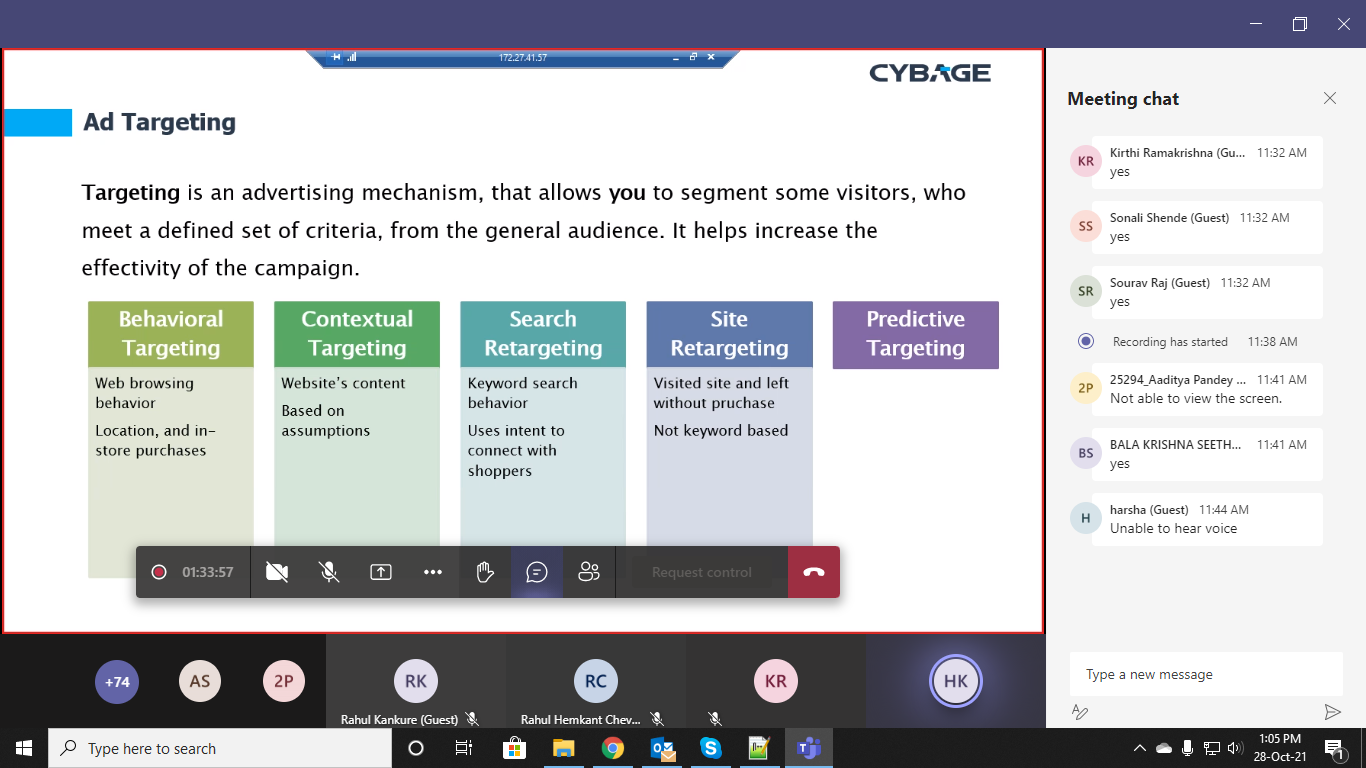 172.27.41.57
CYBAGE
Ad Targeting
Targeting is an advertising mechanism, that allows you to segment some visitors, who
meet a defined set of criteria, from the general audience. It helps increase the
effectivity of the campaign.
Behavioral
Targeting
Web browsing
behavior
Location, and in-
store purchases
Contextual
Targeting
Website's content
Based on
assumptions
Search
Retargeting
Keyword search
behavior
Uses intent to
connect with
shoppers
Site
Retargeting
Visited site and left
without pruchase
Not keyword based
Predictive
Targeting
01:33:57
Request control
+74
AS
2P
RK
Rahul Kankure (Guest)
RC
Rahul Hemkant Chev...
KR
HK
Meeting chat
KR
Kirthi Ramakrishna (Gu... 11:32 AM
yes
SS
Sonali Shende (Guest) 11:32 AM
yes
SR
Sourav Raj (Guest) 11:32 AM
yes
Recording has started 11:38 AM
2P
25294_Aaditya Pandey ... 11:41 AM
Not able to view the screen.
BS
BALA KRISHNA SEETH... 11:41 AM
yes
H
harsha (Guest) 11:44 AM
Unable to hear voice
Type a new message
Type here to search
1:05 PM
28-Oct-21
1